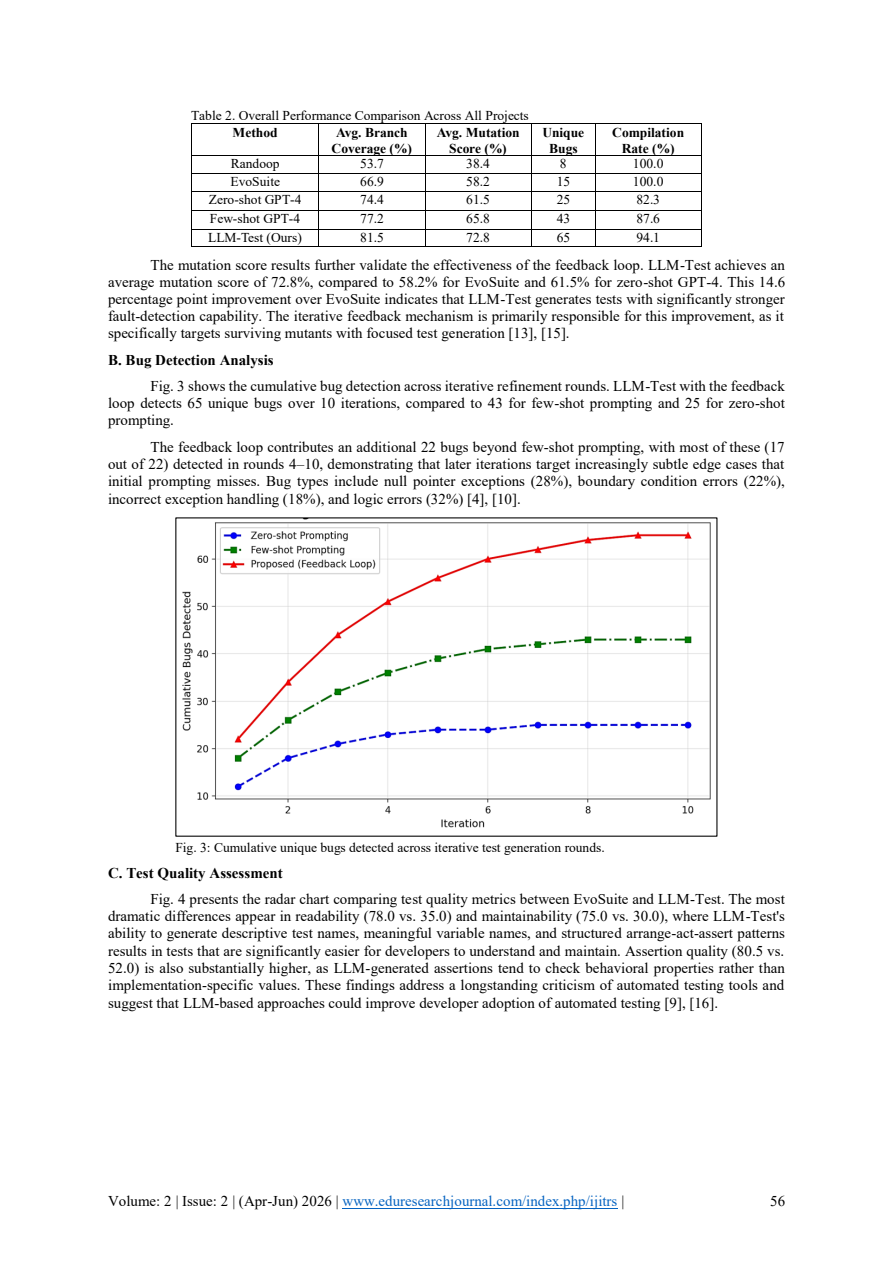 Table 2. Overall Performance Comparison Across All Projects
Method Avg. Branch Avg. Mutation Unique Compilation
Coverage (%) Score (%) Bugs Rate (%)
Randoop 53.7 38.4 8 100.0
EvoSuite 66.9 58.2 15 100.0
Zero-shot GPT-4 74.4 61.5 25 82.3
Few-shot GPT-4 77.2 65.8 43 87.6
LLM-Test (Ours) 81.5 72.8 65 94.1
The mutation score results further validate the effectiveness of the feedback loop. LLM-Test achieves an
average mutation score of 72.8%, compared to 58.2% for EvoSuite and 61.5% for zero-shot GPT-4. This 14.6
percentage point improvement over EvoSuite indicates that LLM-Test generates tests with significantly stronger
fault-detection capability. The iterative feedback mechanism is primarily responsible for this improvement, as it
specifically targets surviving mutants with focused test generation [13], [15].
B. Bug Detection Analysis
Fig. 3 shows the cumulative bug detection across iterative refinement rounds. LLM-Test with the feedback
loop detects 65 unique bugs over 10 iterations, compared to 43 for few-shot prompting and 25 for zero-shot
prompting.
The feedback loop contributes an additional 22 bugs beyond few-shot prompting, with most of these (17
out of 22) detected in rounds 4–10, demonstrating that later iterations target increasingly subtle edge cases that
initial prompting misses. Bug types include null pointer exceptions (28%), boundary condition errors (22%),
incorrect exception handling (18%), and logic errors (32%) [4], [10].
Zero-shot Prompting
Few-shot Prompting
Proposed (Feedback Loop)
Cumulative Bugs Detected
60
50
40
30
20
10
2 4 6 8 10
Iteration
Fig. 3: Cumulative unique bugs detected across iterative test generation rounds.
C. Test Quality Assessment
Fig. 4 presents the radar chart comparing test quality metrics between EvoSuite and LLM-Test. The most
dramatic differences appear in readability (78.0 vs. 35.0) and maintainability (75.0 vs. 30.0), where LLM-Test's
ability to generate descriptive test names, meaningful variable names, and structured arrange-act-assert patterns
results in tests that are significantly easier for developers to understand and maintain. Assertion quality (80.5 vs.
52.0) is also substantially higher, as LLM-generated assertions tend to check behavioral properties rather than
implementation-specific values. These findings address a longstanding criticism of automated testing tools and
suggest that LLM-based approaches could improve developer adoption of automated testing [9], [16].
Volume: 2 | Issue: 2 | (Apr-Jun) 2026 | www.eduresearchjournal.com/index.php/ijitrs | 56